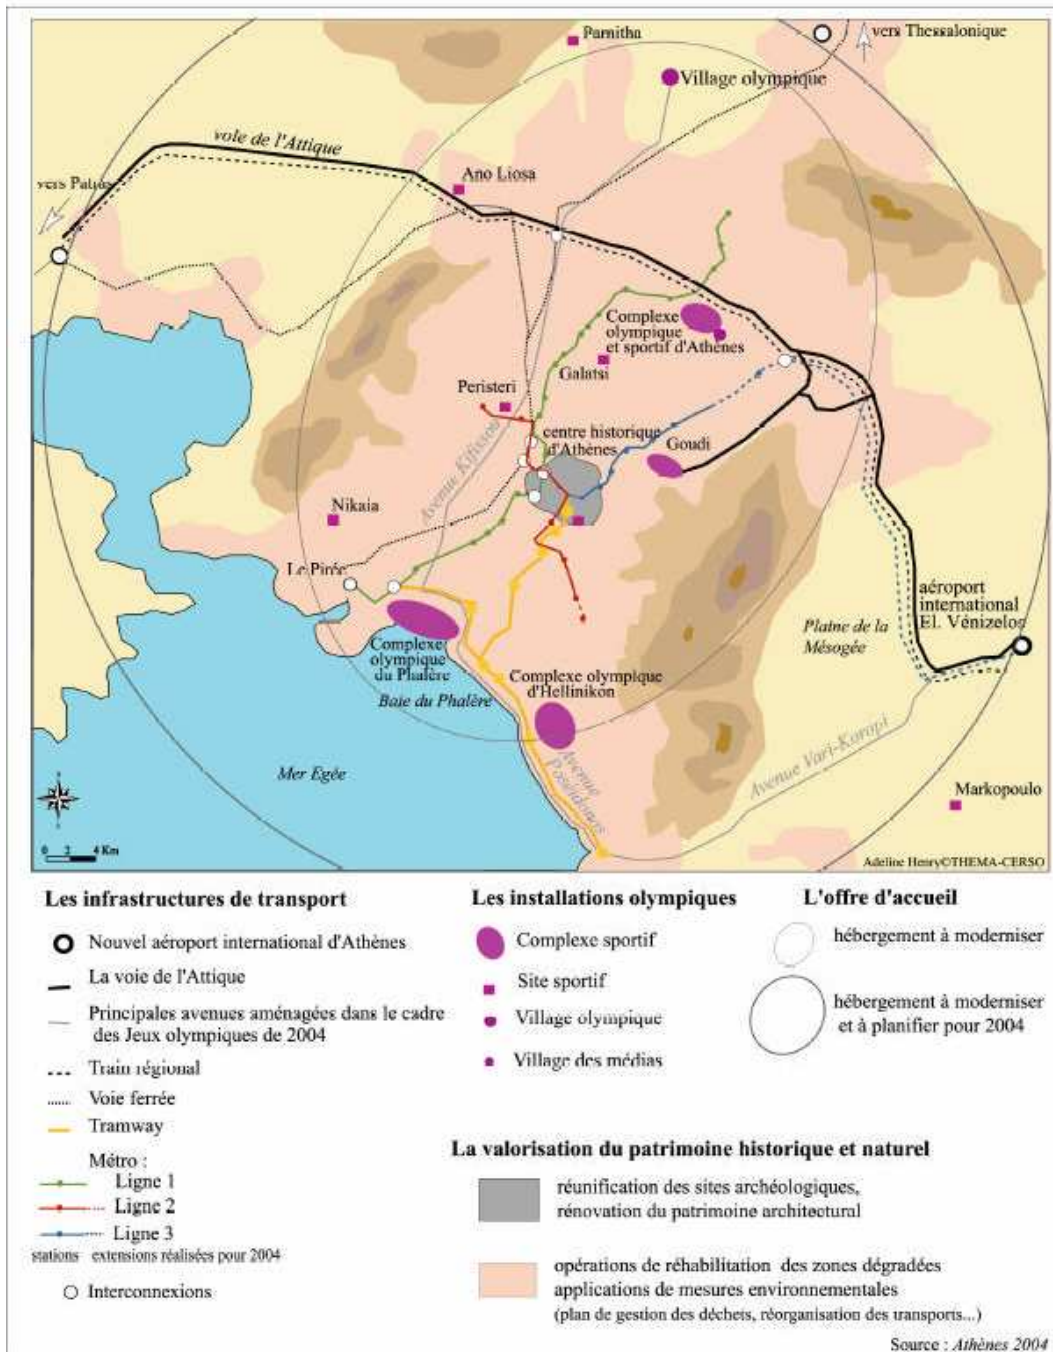 Parnitha
vers Thessalonique
Village olympique
voie de l'Attique
vers Patras
Ano Liosa
Complexe
olympique
et sportif d'Athènes
Galatsi
Peristeri
centre historique
d'Athènes
Goudi
Avenue Kifissou
Nikaia
Le Pirée
aéroport
international
El. Vénizelos
Plaine de la
Mésogée
Complexe
olympique
du Phalère
Complexe olympique
d'Hellinikon
Baie du Phalère
Avenue
Poseidonos
Avenue Vari-Koropi
Mer Egée
Markopoulo
0 2 4 Km
Adeline Henry©THEMA-CERSO
Les infrastructures de transport
Nouvel aéroport international d'Athènes
La voie de l'Attique
Principales avenues aménagées dans le cadre
des Jeux olympiques de 2004
Train régional
Voie ferrée
Tramway
Métro :
Ligne 1
Ligne 2
Ligne 3
stations extensions réalisées pour 2004
Interconnexions
Les installations olympiques
Complexe sportif
Site sportif
Village olympique
Village des médias
L'offre d'accueil
hébergement à moderniser
hébergement à moderniser
et à planifier pour 2004
La valorisation du patrimoine historique et naturel
réunification des sites archéologiques,
rénovation du patrimoine architectural
opérations de réhabilitation des zones dégradées
applications de mesures environnementales
(plan de gestion des déchets, réorganisation des transports...)
Source : Athènes 2004